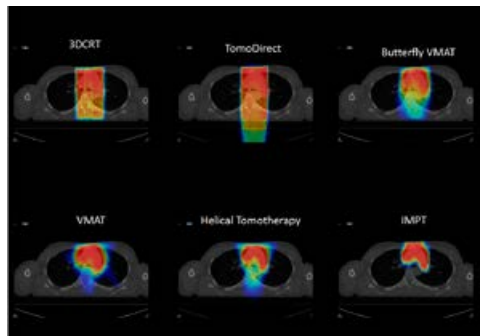 3DCRT
TomoDirect
Butterfly VMAT
VMAT
Helical Tomotherapy
IMPT